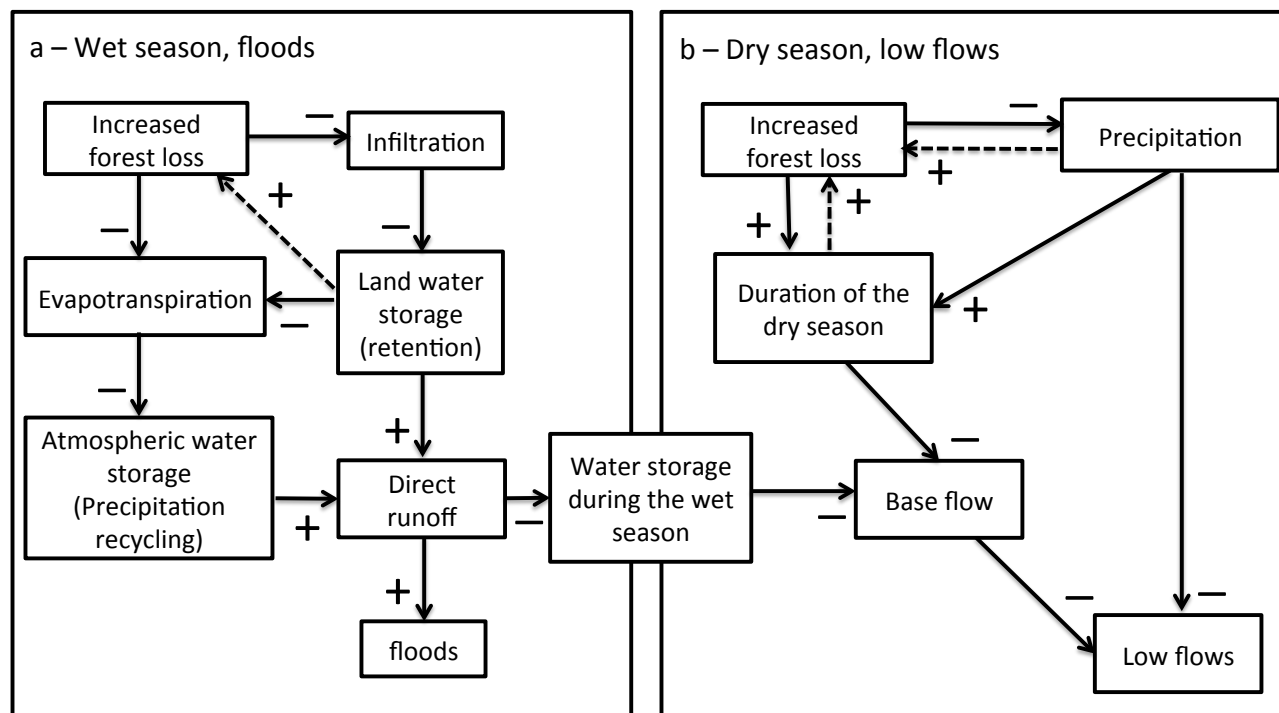 a – Wet season, floods
Increased
forest loss
–
Infiltration
+
–
–
Evapotranspiration
–
Land water
storage
(retention)
–
+
Atmospheric water
storage
(Precipitation
recycling)
+
Direct
runoff
–
+
floods
Water storage
during the wet
season
b – Dry season, low flows
Increased
forest loss
–
+
Precipitation
+
+
Duration of the
dry season
+
–
–
Base flow
–
–
Low flows